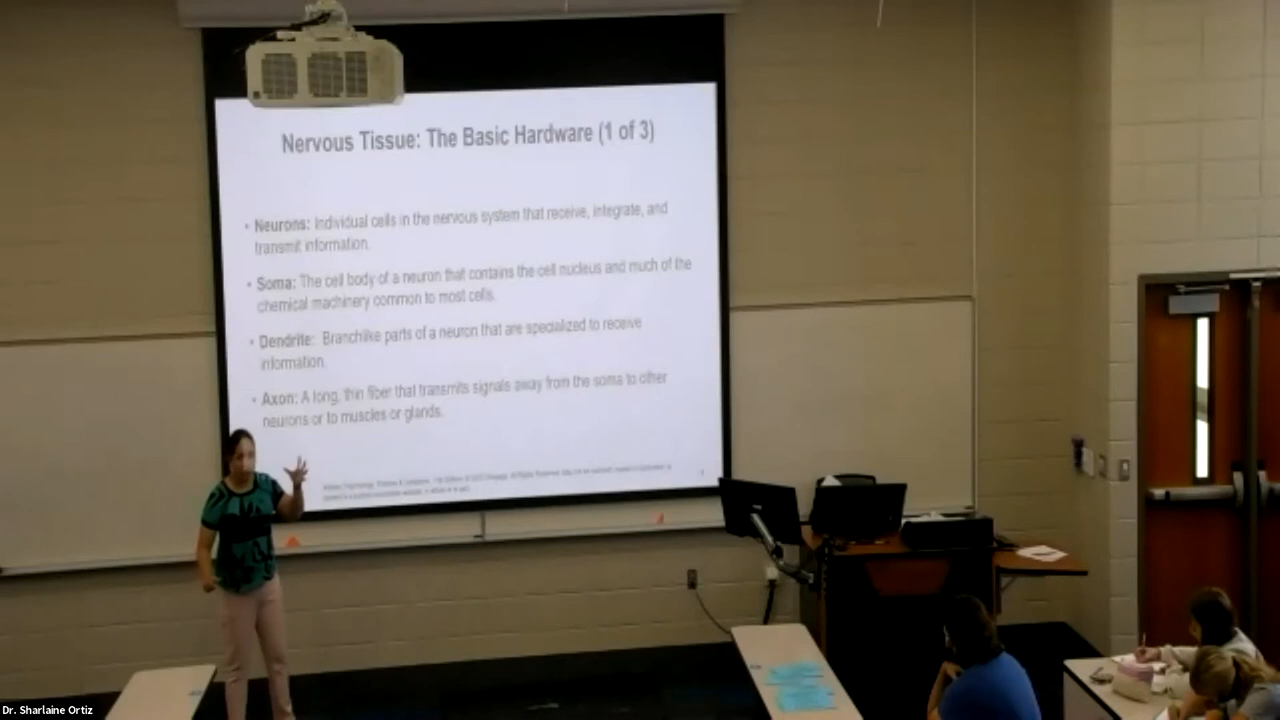 Nervous Tissue: The Basic Hardware (1 of 3)
• Neurons: Individual cells in the nervous system that receive, integrate, and
transmit information.
• Soma: The cell body of a neuron that contains the cell nucleus and much of the
chemical machinery common to most cells.
• Dendrite: Branchlike parts of a neuron that are specialized to receive
information.
• Axon: A long, thin fiber that transmits signals away from the soma to other
neurons or to muscles or glands.
Dr. Sharlaine Ortiz